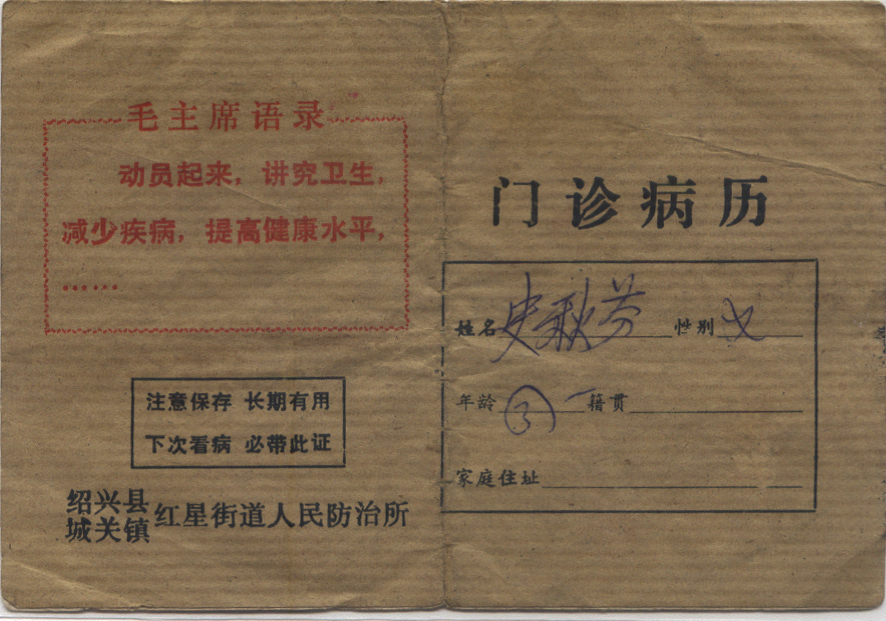 毛主席语录
动员起来，讲究卫生，
减少疾病，提高健康水平，
……
注意保存 长期有用
下次看病 必带此证
绍兴县
城关镇
红星街道人民防治所
门诊病历
姓名 史秋芬 性别 女
年龄 ③ 籍贯
家庭住址